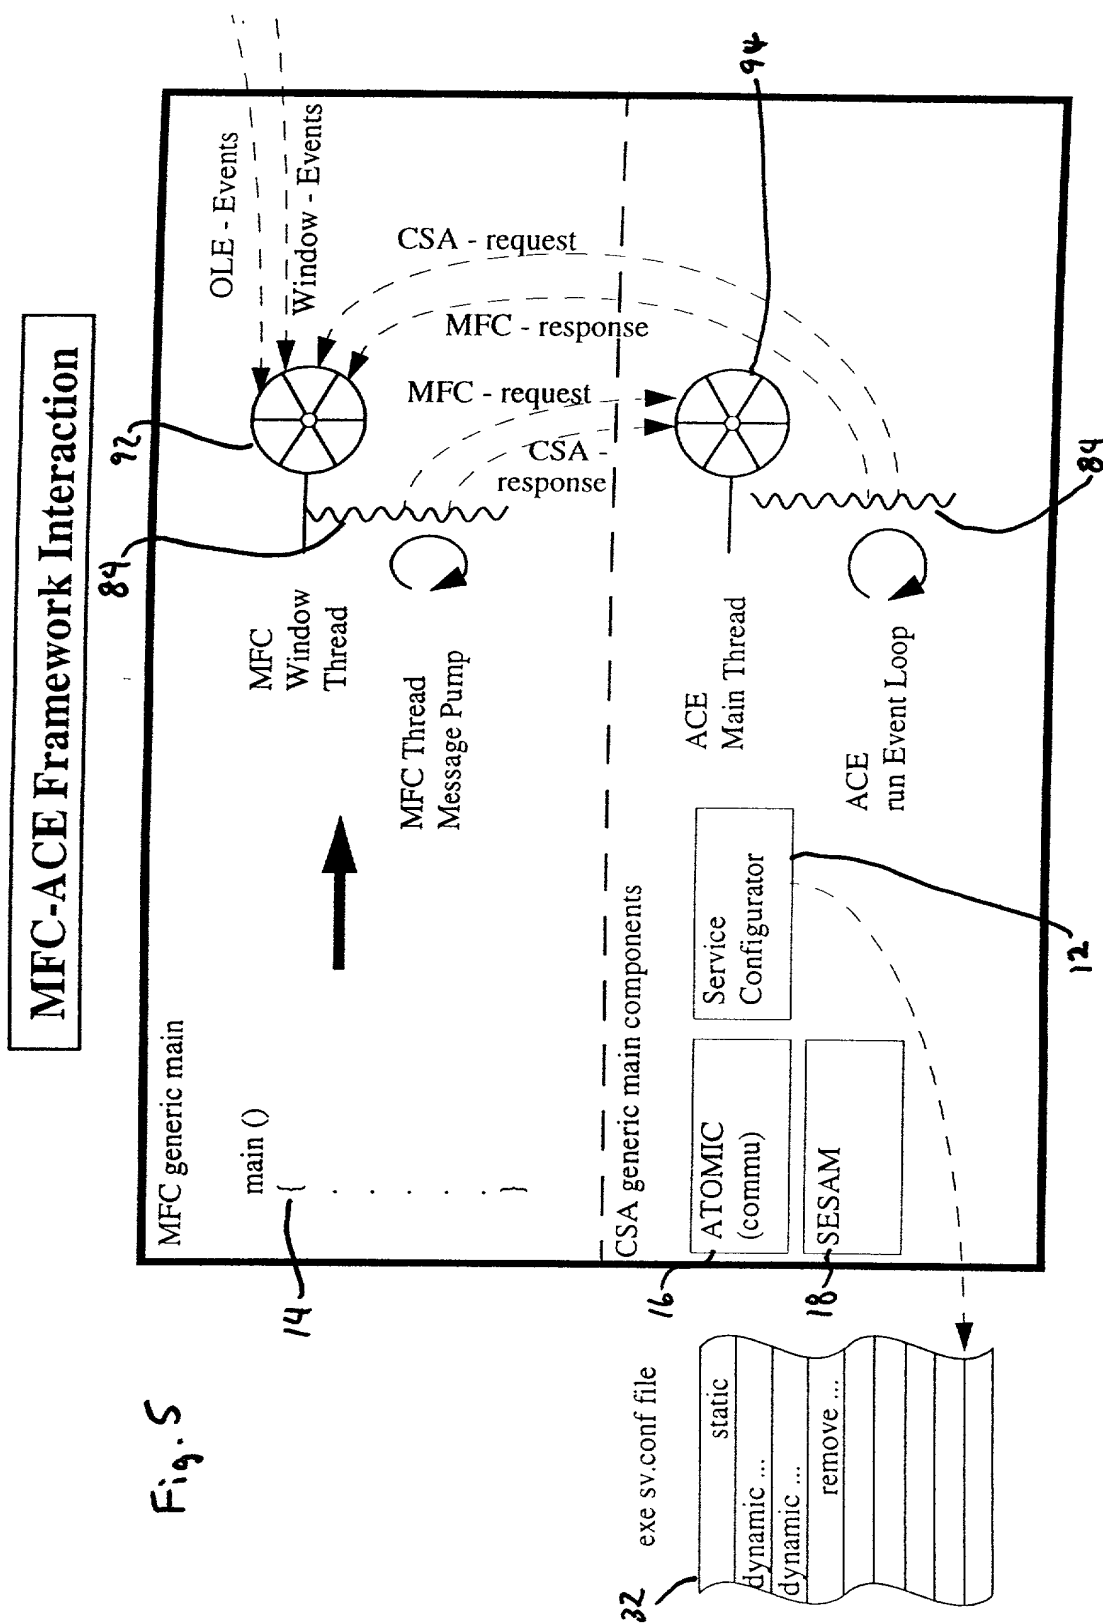 MFC-ACE Framework Interaction
Fig. 5
MFC generic main
main ()
{
. . . . .
}
14
MFC
Window
Thread
MFC Thread
Message Pump
92
84
OLE - Events
Window - Events
CSA - request
MFC - response
MFC - request
CSA -
response
CSA generic main components
ATOMIC
(commu)
16
SESAM
18
Service
Configurator
12
ACE
Main Thread
ACE
run Event Loop
94
84
exe sv.conf file
32
static
dynamic ...
dynamic ...
remove ...